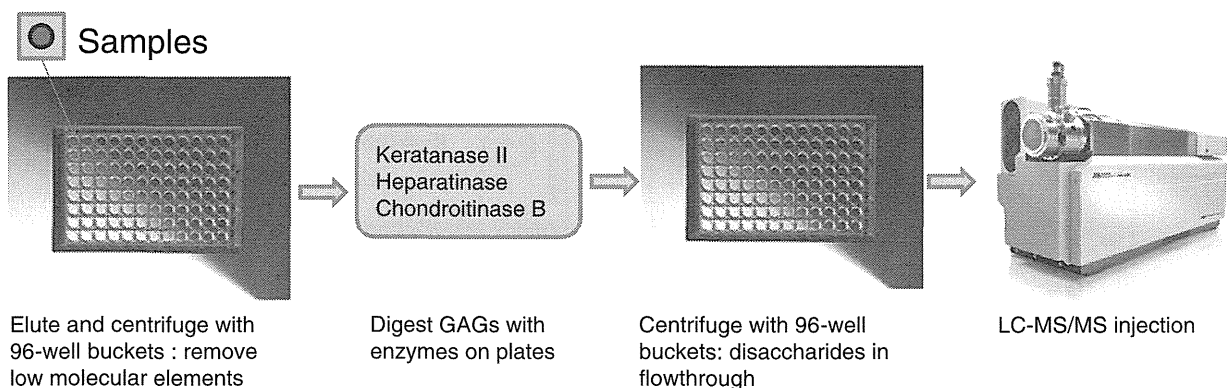 Samples
Keratanase II
Heparatinase
Chondroitinase B
Elute and centrifuge with
96-well buckets : remove
low molecular elements
Digest GAGs with
enzymes on plates
Centrifuge with 96-well
buckets: disaccharides in
flowthrough
LC-MS/MS injection